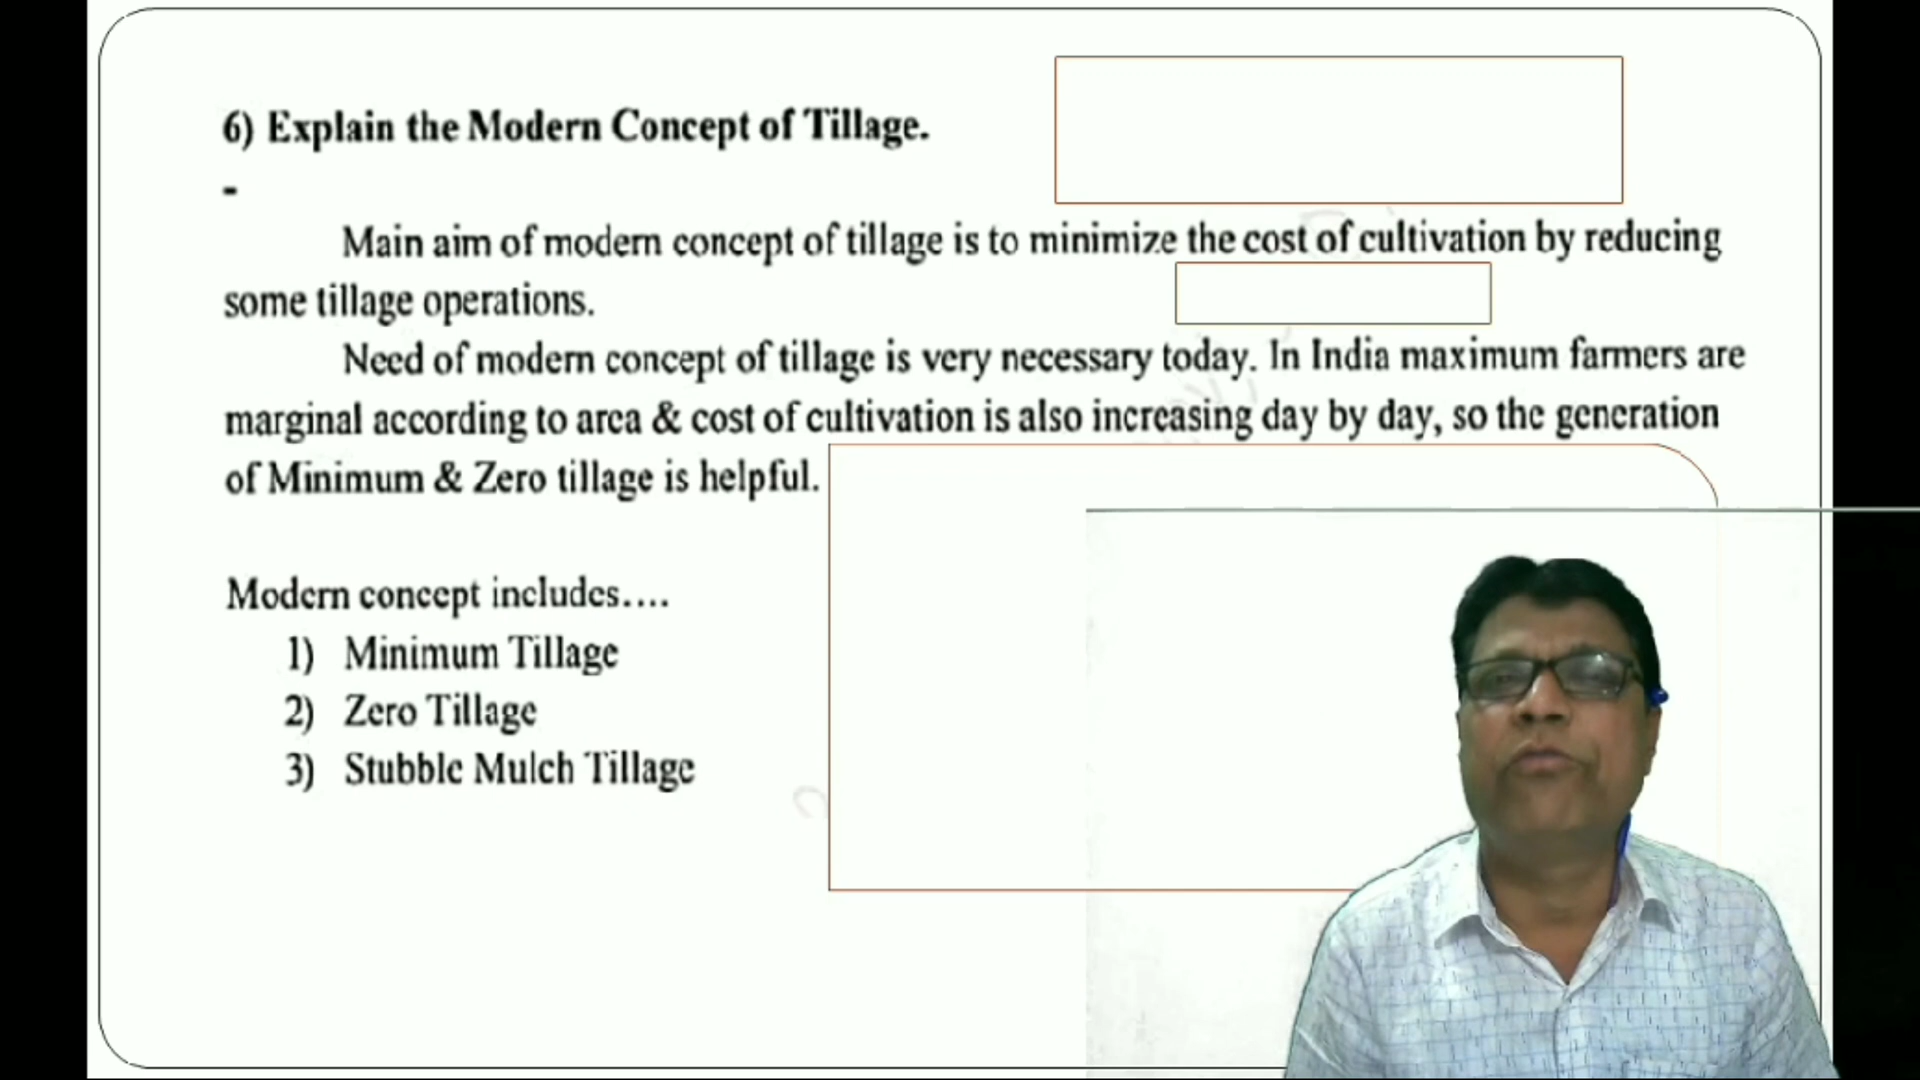 6) Explain the Modern Concept of Tillage.
-
Main aim of modern concept of tillage is to minimize the cost of cultivation by reducing
some tillage operations.
Need of modern concept of tillage is very necessary today. In India maximum farmers are
marginal according to area & cost of cultivation is also increasing day by day, so the generation
of Minimum & Zero tillage is helpful.
Modern concept includes....
1) Minimum Tillage
2) Zero Tillage
3) Stubble Mulch Tillage